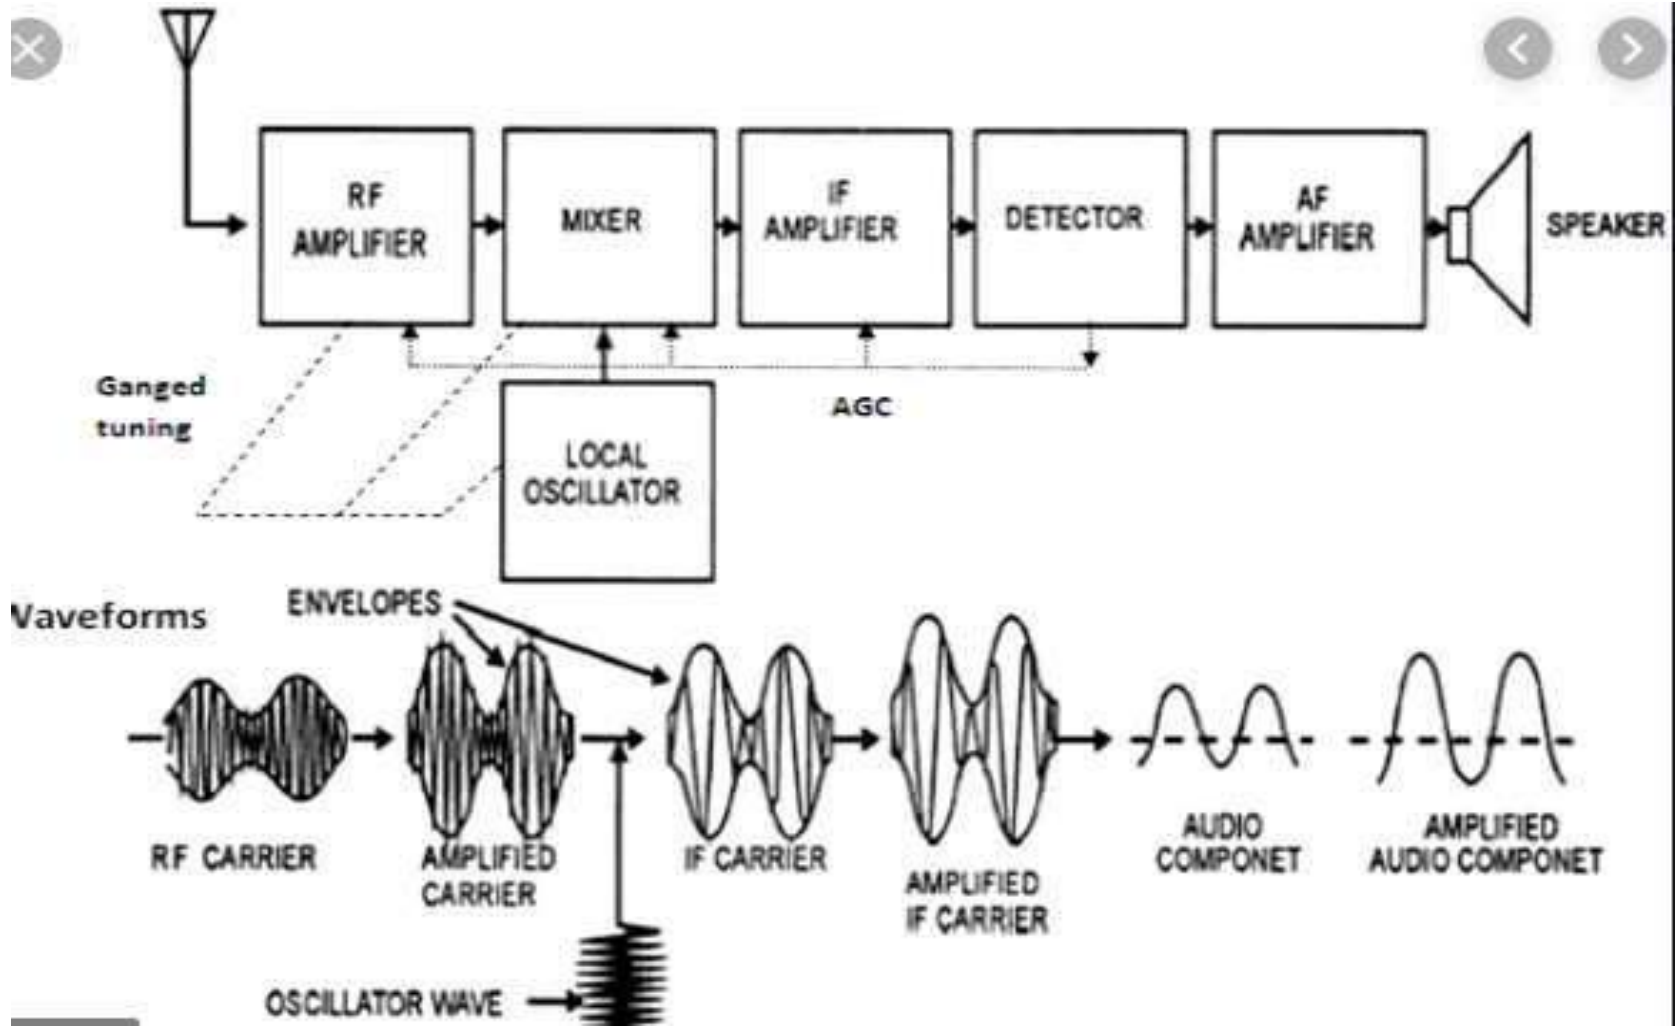 RF
AMPLIFIER
MIXER
IF
AMPLIFIER
DETECTOR
AF
AMPLIFIER
SPEAKER
Ganged
tuning
AGC
LOCAL
OSCILLATOR
Waveforms
ENVELOPES
RF CARRIER
AMPLIFIED
CARRIER
IF CARRIER
AMPLIFIED
IF CARRIER
AUDIO
COMPONET
AMPLIFIED
AUDIO COMPONET
OSCILLATOR WAVE